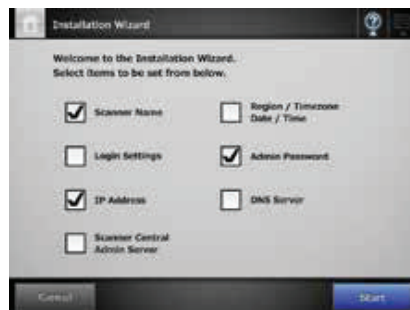 Installation Wizard
Welcome to the Installation Wizard.
Select items to be set from below.
Scanner Name
Region / Timezone
Date / Time
Login Settings
Admin Password
IP Address
DNS Server
Scanner Central
Admin Server
Cancel
Start